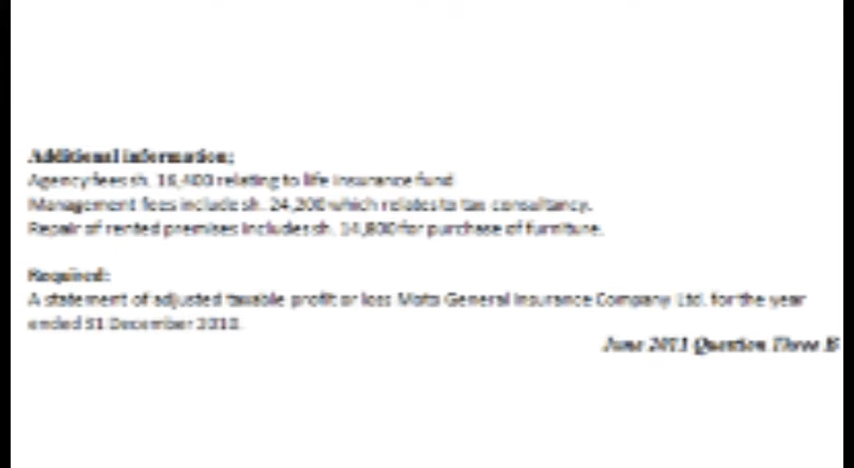 Additional information:
Agency fees sh. 16,400 relating to life insurance fund
Management fees include sh. 24,200 which relates to tax consultancy.
Repair of rented premises includes sh. 14,800 for purchase of furniture.
Required:
A statement of adjusted taxable profit or loss Moto General Insurance Company Ltd. for the year
ended 31 December 2010.
June 2011 Question Three B